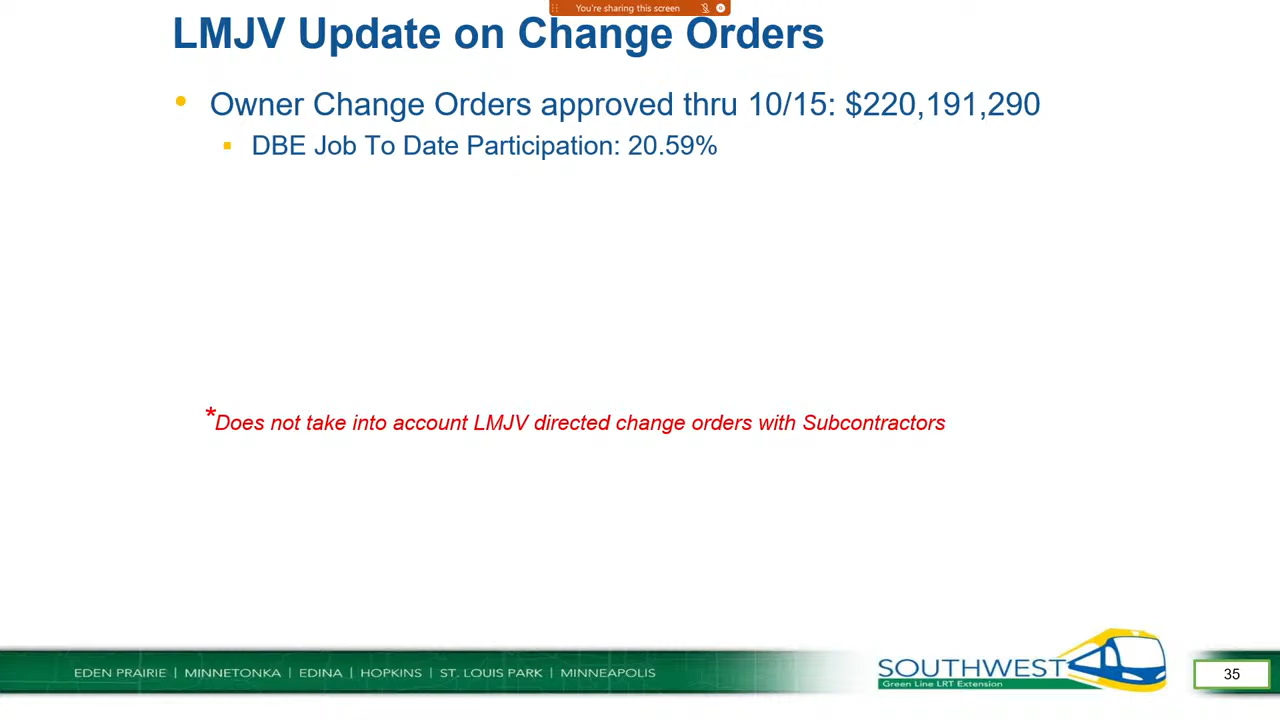 You're sharing this screen
LMJV Update on Change Orders
• Owner Change Orders approved thru 10/15: $220,191,290
▪ DBE Job To Date Participation: 20.59%
*Does not take into account LMJV directed change orders with Subcontractors
EDEN PRAIRIE | MINNETONKA | EDINA | HOPKINS | ST. LOUIS PARK | MINNEAPOLIS
SOUTHWEST
Green Line LRT Extension
35